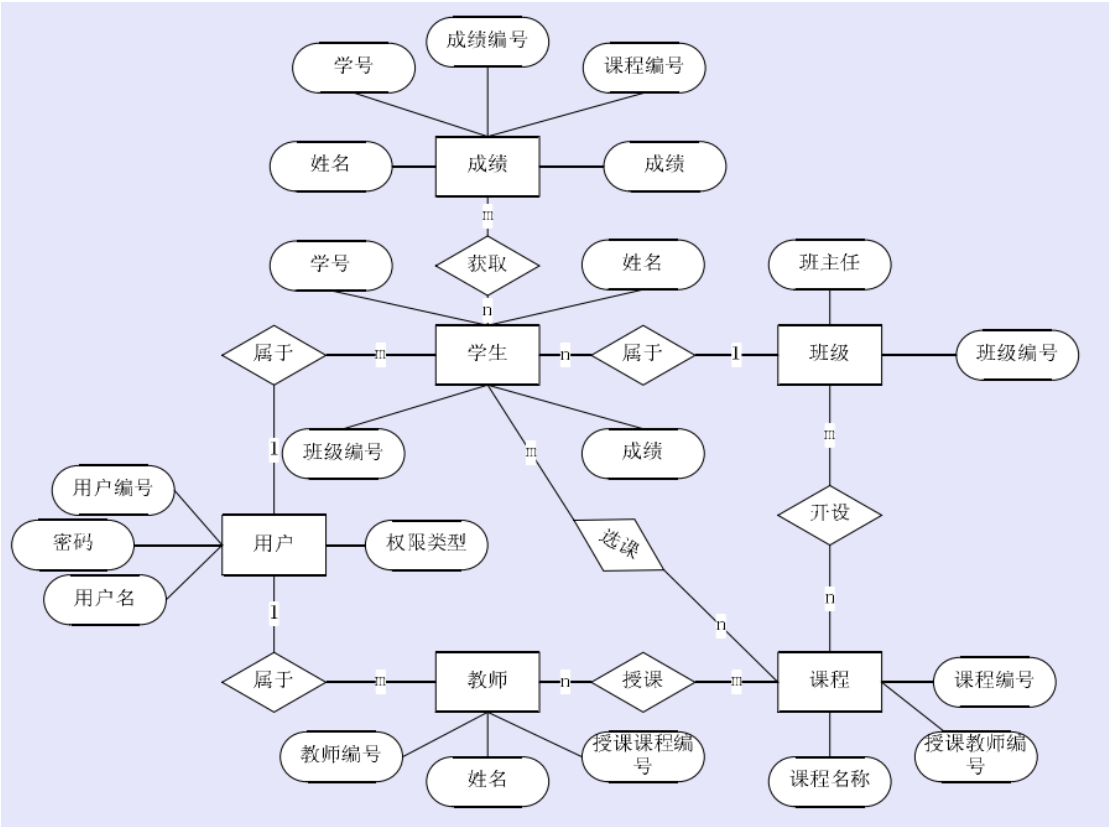 成绩编号
学号
课程编号
姓名
成绩
成绩
m
获取
学号
姓名
班主任
n
属于
m
学生
n
属于
1
班级
班级编号
1
班级编号
m
成绩
m
用户编号
开设
密码
用户
权限类型
选课
用户名
1
n
n
属于
m
教师
n
授课
m
课程
课程编号
教师编号
姓名
授课课程编
号
课程名称
授课教师编
号